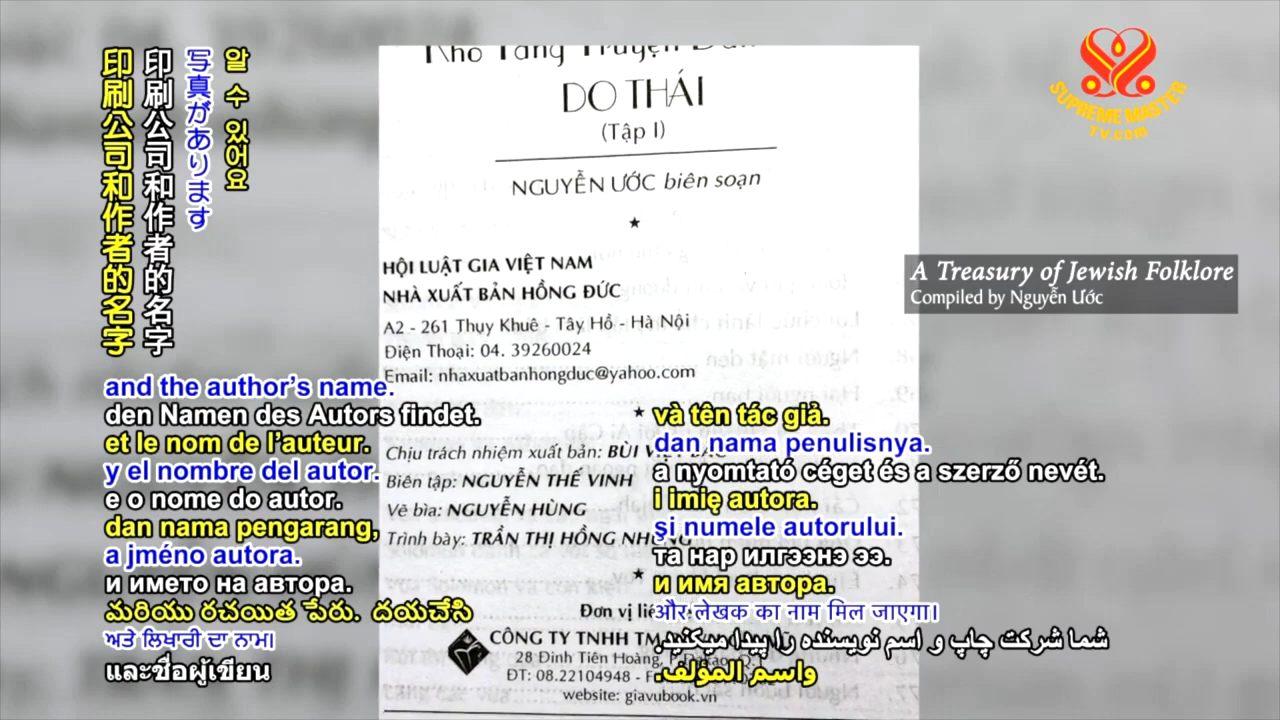 알 수 있어요
写真があります
印刷公司和作者的名字
印刷公司和作者的名字
and the author's name.
den Namen des Autors findet.
et le nom de l'auteur.
y el nombre del autor.
e o nome do autor.
dan nama pengarang,
a jméno autora.
и името на автора.
మరియు రచయిత పేరు. దయచేసి
ਅਤੇ ਲਿਖਾਰੀ ਦਾ ਨਾਮ।
และชื่อผู้เขียน
Kho Tàng Truyện
DO THÁI
(Tập I)
NGUYỄN ƯỚC biên soạn
HỘI LUẬT GIA VIỆT NAM
NHÀ XUẤT BẢN HỒNG ĐỨC
A2 - 261 Thụy Khuê - Tây Hồ - Hà Nội
Điện Thoại: 04. 39260024
Email: nhaxuatbanhongduc@yahoo.com
Chịu trách nhiệm xuất bản: BÙI
Biên tập: NGUYỄN THẾ VINH
Vẽ bìa: NGUYỄN HÙNG
Trình bày: TRẦN THỊ HỒNG NHUNG
Đơn vị
CÔNG TY TNHH TM
28 Đinh Tiên Hoàng, P.Đakao, Q.1
ĐT: 08.22104948 - F
website: giavubook.vn
và tên tác giả.
dan nama penulisnya.
a nyomtató céget és a szerző nevét.
i imię autora.
și numele autorului.
та нар илгээнэ ээ.
и имя автора.
और लेखक का नाम मिल जाएगा।
شما شرکت چاپ و اسم نویسنده را پیدا میکنید.
واسم المؤلف.
SUPREME MASTER
TV.com
A Treasury of Jewish Folklore
Compiled by Nguyễn Ước